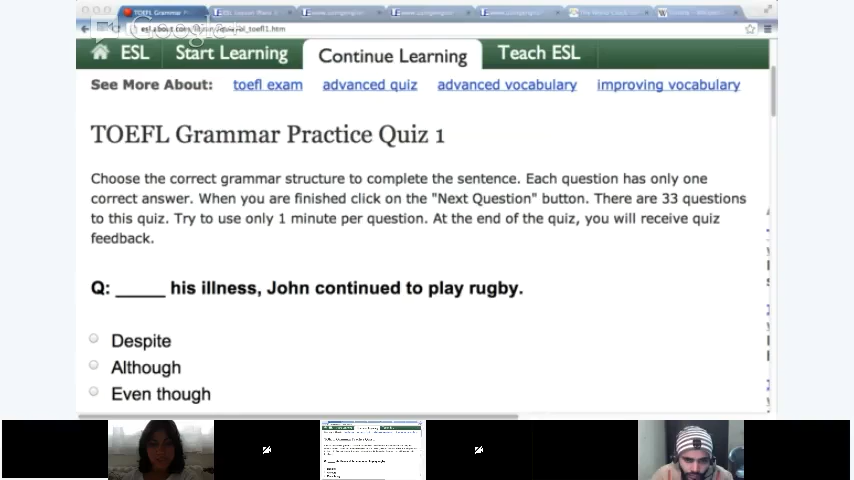 TOEFL Grammar P
ESL
Start Learning
Continue Learning
Teach ESL
See More About:
toefl exam
advanced quiz
advanced vocabulary
improving vocabulary
TOEFL Grammar Practice Quiz 1
Choose the correct grammar structure to complete the sentence. Each question has only one
correct answer. When you are finished click on the "Next Question" button. There are 33 questions
to this quiz. Try to use only 1 minute per question. At the end of the quiz, you will receive quiz
feedback.
Q: _____ his illness, John continued to play rugby.
Despite
Although
Even though